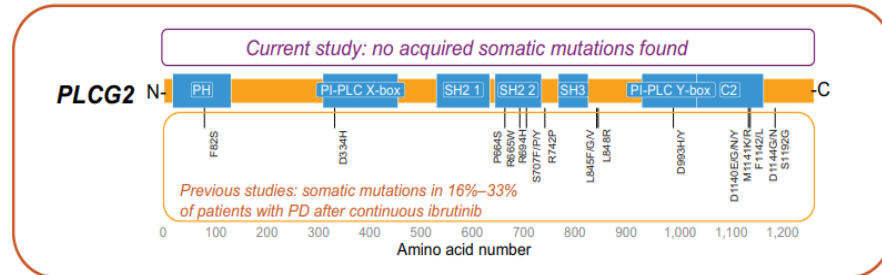 Current study: no acquired somatic mutations found
PLCG2 N- PH PI-PLC X-box SH2 1 SH2 2 SH3 PI-PLC Y-box C2 -C
F82S
D334H
P664S
R665W
R694H
S707F/P/Y
R742P
L845F/G/V
L848R
D993H/Y
D1140E/G/N/Y
M1141K/R
F1142/L
D1144G/N
S1192G
Previous studies: somatic mutations in 16%–33%
of patients with PD after continuous ibrutinib
0 100 200 300 400 500 600 700 800 900 1,000 1,100 1,200
Amino acid number